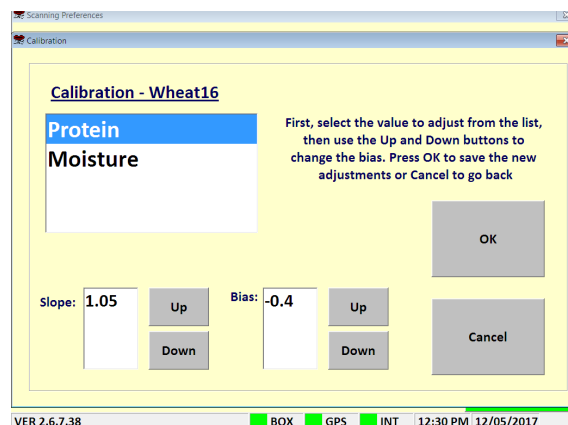 Scanning Preferences
Calibration
Calibration - Wheat16
Protein
Moisture
First, select the value to adjust from the list,
then use the Up and Down buttons to
change the bias. Press OK to save the new
adjustments or Cancel to go back
OK
Slope: 1.05 Up Bias: -0.4 Up
Down Down Cancel
VER 2.6.7.38 BOX GPS INT 12:30 PM 12/05/2017